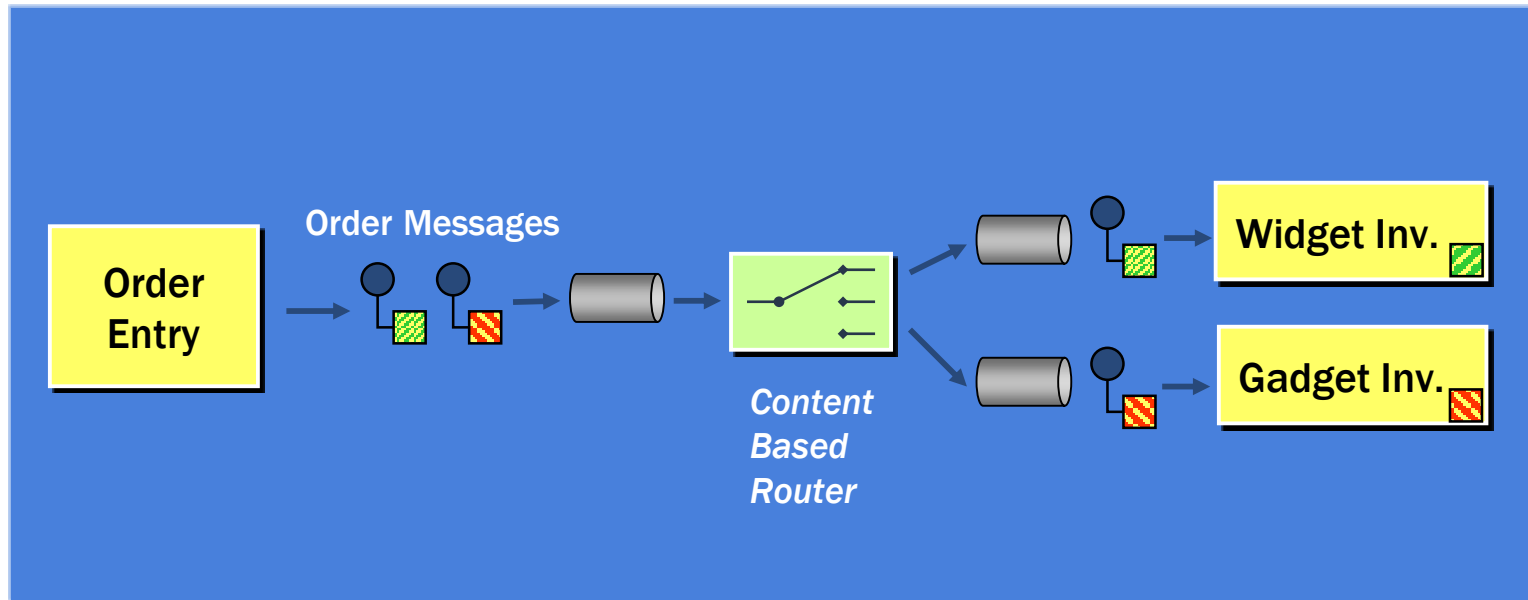 Order
Entry
Order Messages
Content
Based
Router
Widget Inv.
Gadget Inv.